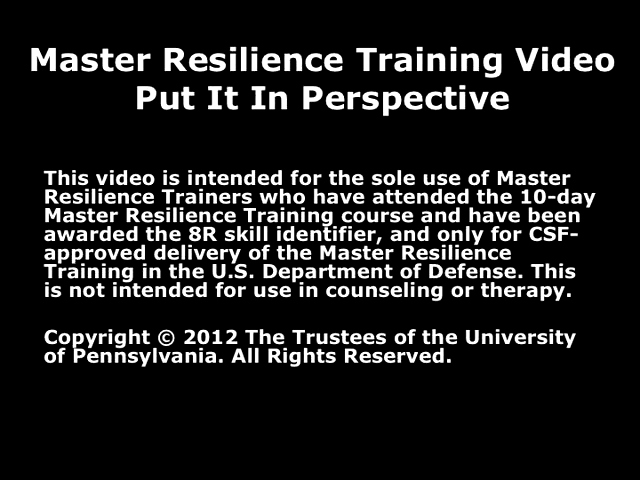 Master Resilience Training Video
Put It In Perspective
This video is intended for the sole use of Master
Resilience Trainers who have attended the 10-day
Master Resilience Training course and have been
awarded the 8R skill identifier, and only for CSF-
approved delivery of the Master Resilience
Training in the U.S. Department of Defense. This
is not intended for use in counseling or therapy.
Copyright © 2012 The Trustees of the University
of Pennsylvania. All Rights Reserved.